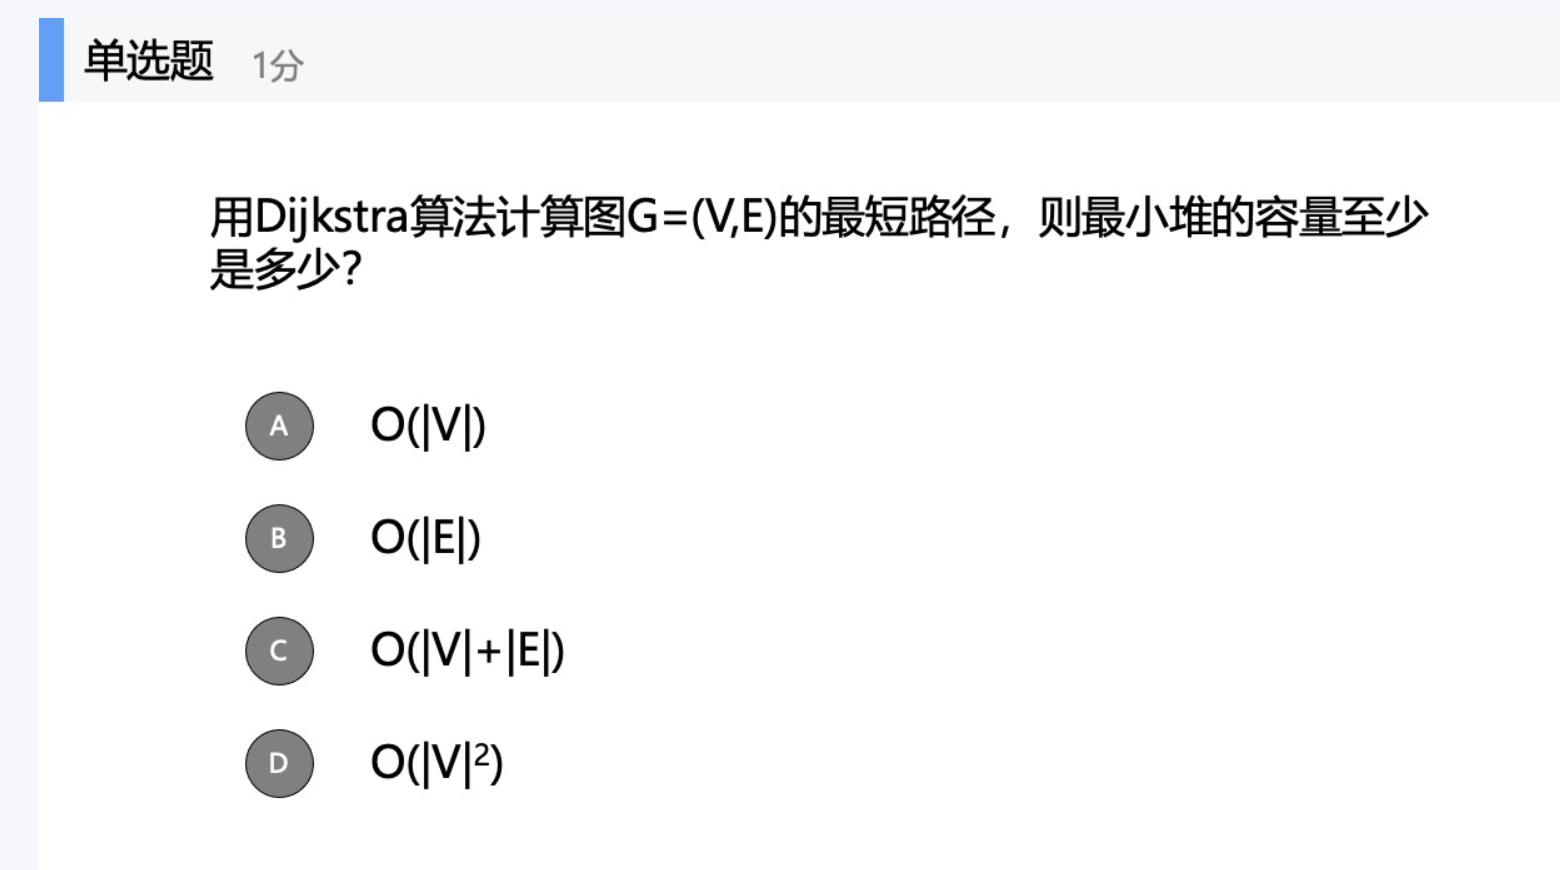 单选题 1分
用Dijkstra算法计算图G=(V,E)的最短路径，则最小堆的容量至少
是多少?
A O(|V|)
B O(|E|)
C O(|V|+|E|)
D O(|V|²)